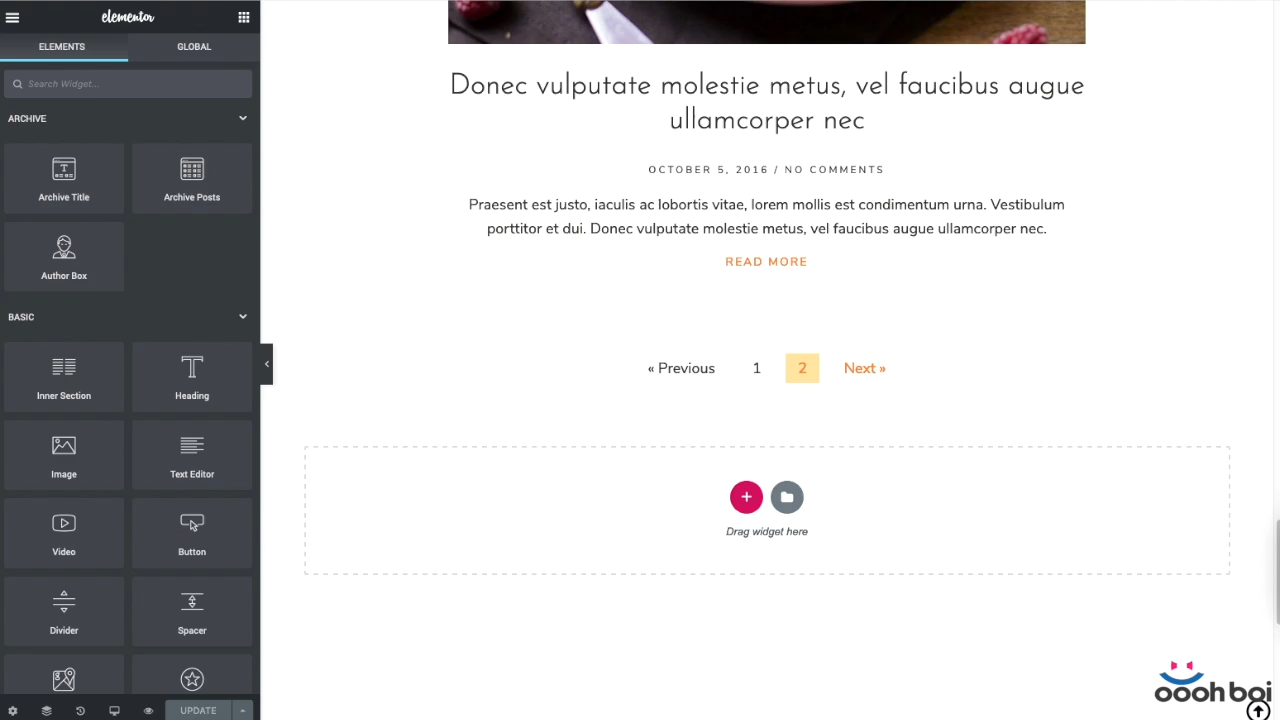 elementor
ELEMENTS
GLOBAL
Search Widget...
ARCHIVE
Archive Title
Archive Posts
Author Box
BASIC
Inner Section
Heading
Image
Text Editor
Video
Button
Divider
Spacer
UPDATE
Donec vulputate molestie metus, vel faucibus augue
ullamcorper nec
OCTOBER 5, 2016 / NO COMMENTS
Praesent est justo, iaculis ac lobortis vitae, lorem mollis est condimentum urna. Vestibulum
porttitor et dui. Donec vulputate molestie metus, vel faucibus augue ullamcorper nec.
READ MORE
« Previous 1 2 Next »
Drag widget here
oooh boi